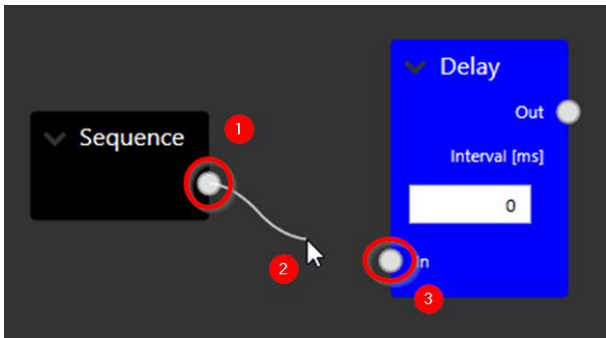 Delay
Out
1
Sequence
Interval [ms]
0
2
In
3